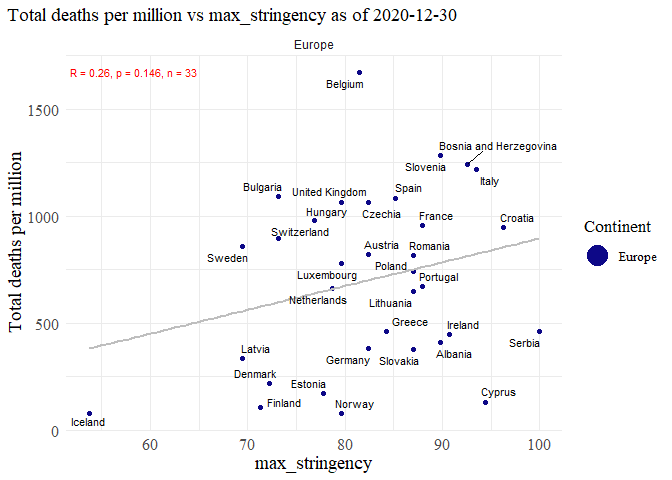 Total deaths per million vs max_stringency as of 2020-12-30
Europe
R = 0.26, p = 0.146, n = 33
Belgium
1500
Bosnia and Herzegovina
Slovenia
Italy
Bulgaria
United Kingdom
Spain
Hungary
Czechia
France
Croatia
1000
Switzerland
Sweden
Austria
Romania
Luxembourg
Poland
Portugal
Netherlands
Lithuania
500
Greece
Ireland
Serbia
Latvia
Germany
Slovakia
Albania
Denmark
Estonia
Cyprus
Finland
Norway
Iceland
0
60
70
80
90
100
max_stringency
Total deaths per million
Continent
Europe